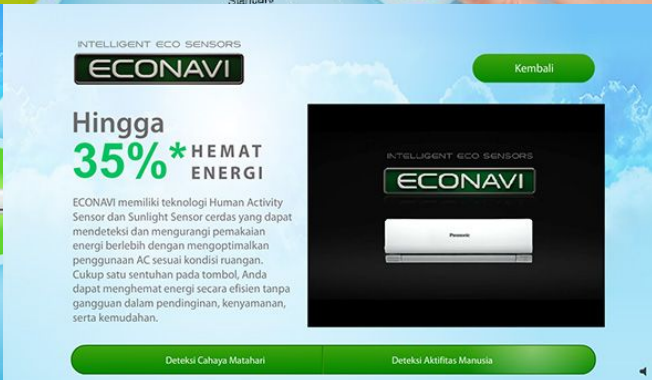 INTELLIGENT ECO SENSORS
ECONAVI
Kembali
Hingga
35%* HEMAT
ENERGI
ECONAVI memiliki teknologi Human Activity
Sensor dan Sunlight Sensor cerdas yang dapat
mendeteksi dan mengurangi pemakaian
energi berlebih dengan mengoptimalkan
penggunaan AC sesuai kondisi ruangan.
Cukup satu sentuhan pada tombol, Anda
dapat menghemat energi secara efisien tanpa
gangguan dalam pendinginan, kenyamanan,
serta kemudahan.
INTELLIGENT ECO SENSORS
ECONAVI
Panasonic
Deteksi Cahaya Matahari
Deteksi Aktifitas Manusia